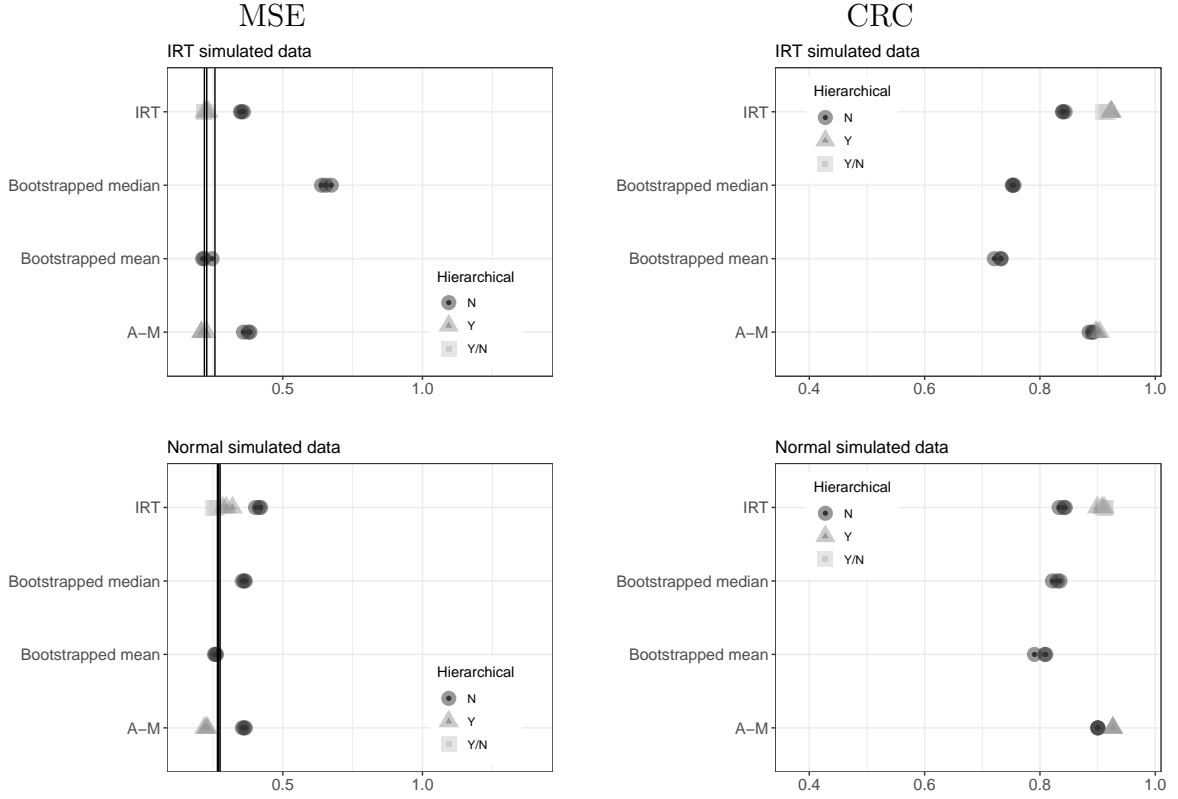 MSE
CRC
IRT simulated data
IRT
Bootstrapped median
Bootstrapped mean
A−M
Hierarchical
N
Y
Y/N
0.5 1.0
IRT simulated data
IRT
Bootstrapped median
Bootstrapped mean
A−M
Hierarchical
N
Y
Y/N
0.4 0.6 0.8 1.0
Normal simulated data
IRT
Bootstrapped median
Bootstrapped mean
A−M
Hierarchical
N
Y
Y/N
0.5 1.0
Normal simulated data
IRT
Bootstrapped median
Bootstrapped mean
A−M
Hierarchical
N
Y
Y/N
0.4 0.6 0.8 1.0